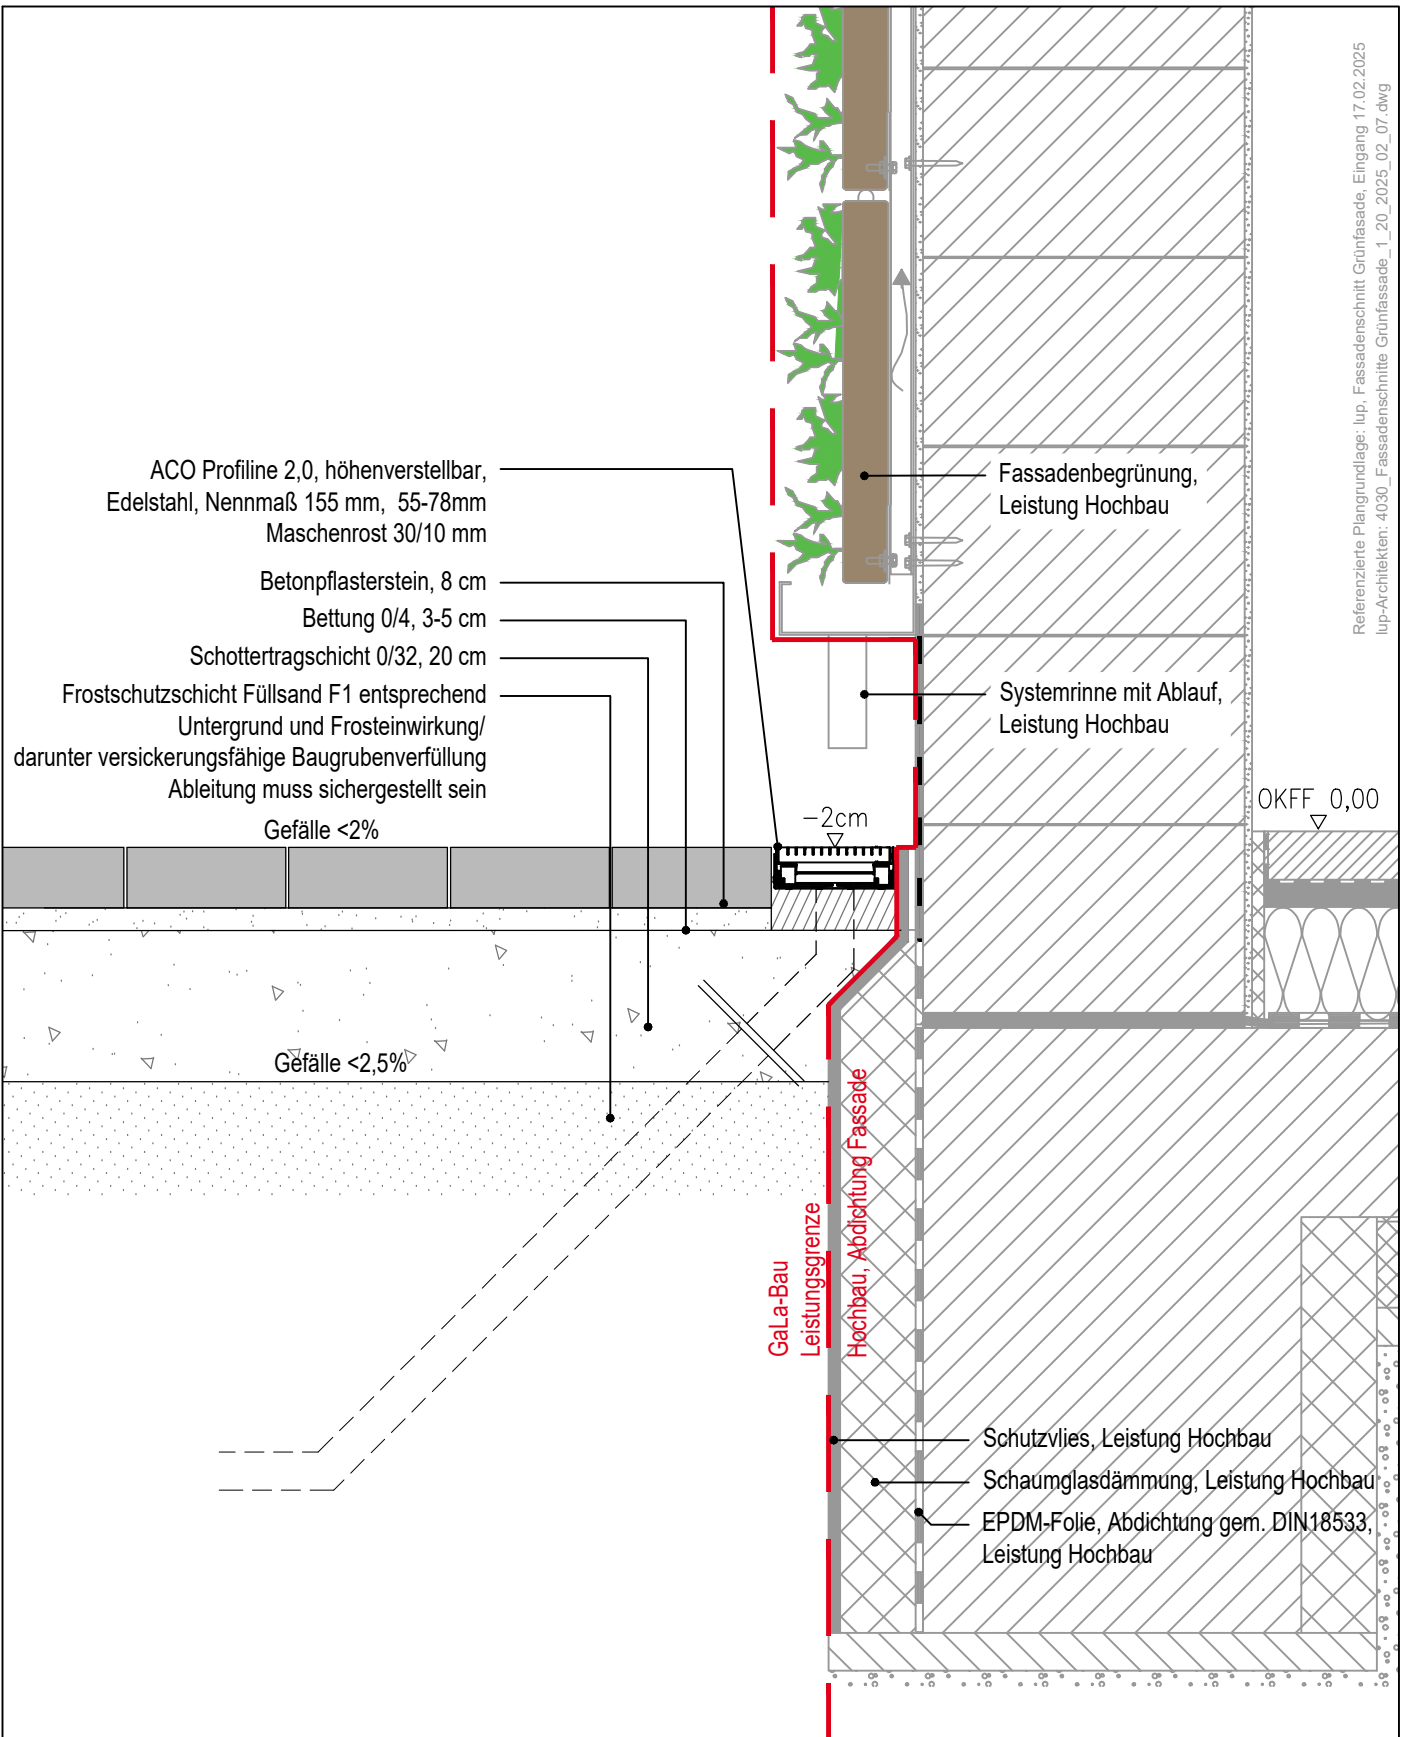 Referenzierte Plangrundlage: lup, Fassadenschnitt Grünfasade, Eingang 17.02.2025
lup-Architekten: 4030_Fassadenschnitte Grünfassade_1_20_2025_02_07.dwg
ACO Profiline 2,0, höhenverstellbar,
Edelstahl, Nennmaß 155 mm, 55-78mm
Maschenrost 30/10 mm
Betonpflasterstein, 8 cm
Bettung 0/4, 3-5 cm
Schottertragschicht 0/32, 20 cm
Frostschutzschicht Füllsand F1 entsprechend
Untergrund und Frosteinwirkung/
darunter versickerungsfähige Baugrubenverfüllung
Ableitung muss sichergestellt sein
Gefälle <2%
Fassadenbegrünung,
Leistung Hochbau
Systemrinne mit Ablauf,
Leistung Hochbau
-2cm
OKFF 0,00
Gefälle <2,5%
GaLa-Bau
Leistungsgrenze
Hochbau, Abdichtung Fassade
Schutzvlies, Leistung Hochbau
Schaumglasdämmung, Leistung Hochbau
EPDM-Folie, Abdichtung gem. DIN18533,
Leistung Hochbau